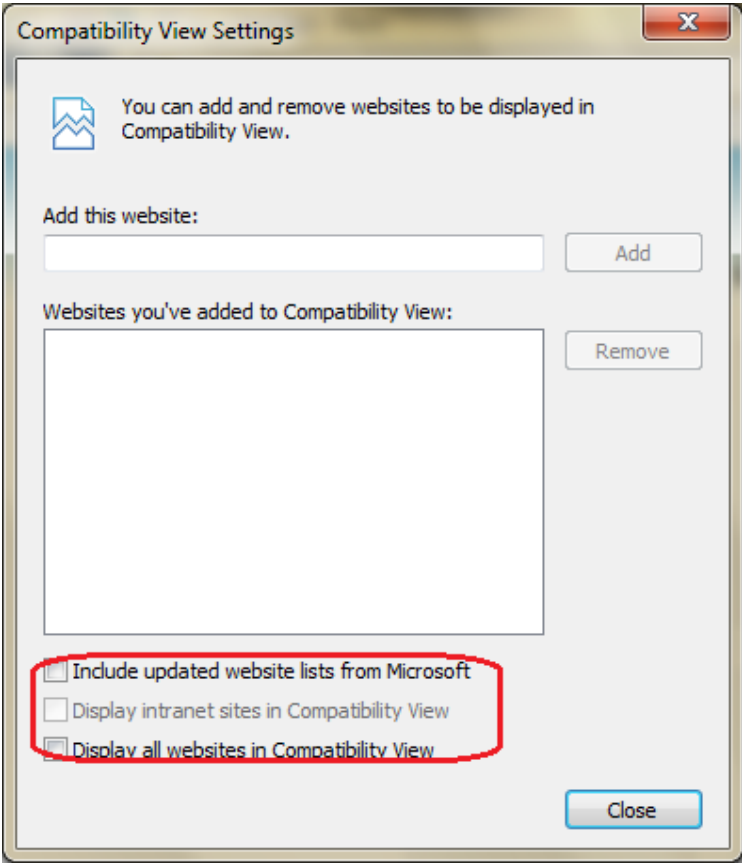 Compatibility View Settings
You can add and remove websites to be displayed in
Compatibility View.
Add this website:
Add
Websites you've added to Compatibility View:
Remove
Include updated website lists from Microsoft
Display intranet sites in Compatibility View
Display all websites in Compatibility View
Close